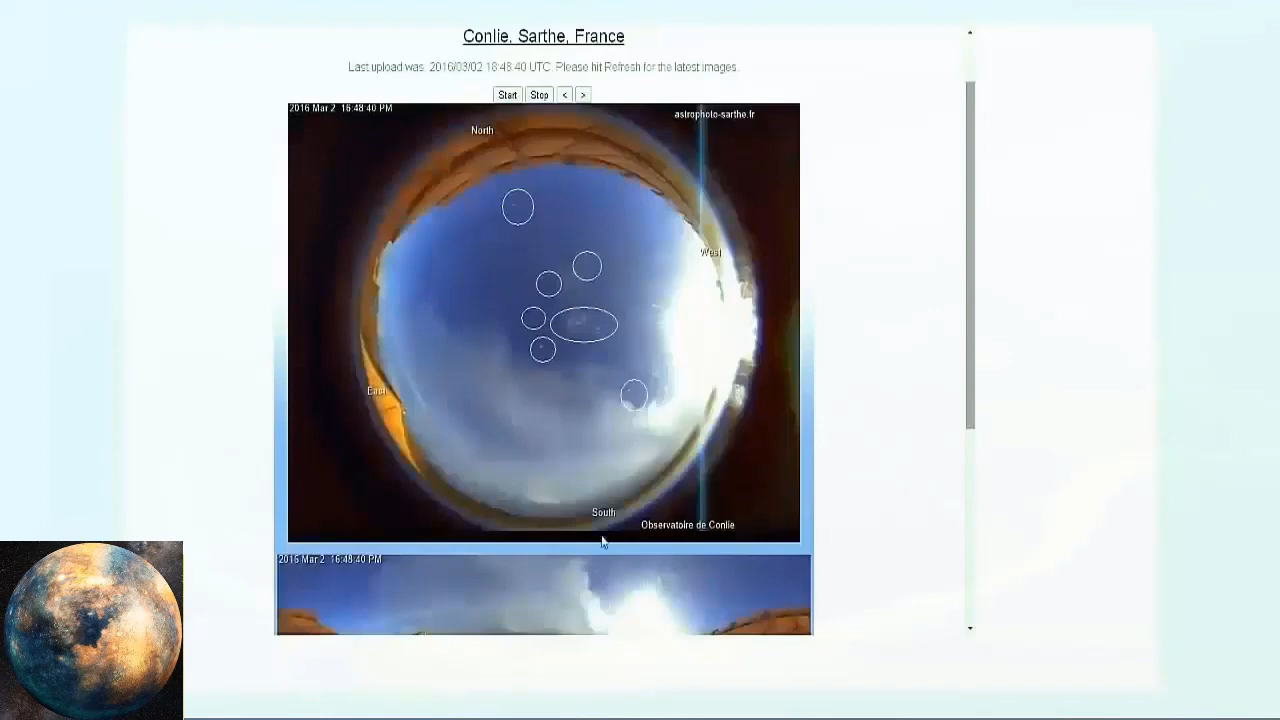 Conlie. Sarthe, France
Last upload was: 2016/03/02 18:48:40 UTC. Please hit Refresh for the latest images.
Start Stop < >
2016 Mar 2 16:48:40 PM
astrophoto-sarthe.fr
North
West
East
South
Observatoire de Conlie
2016 Mar 2 16:48:40 PM